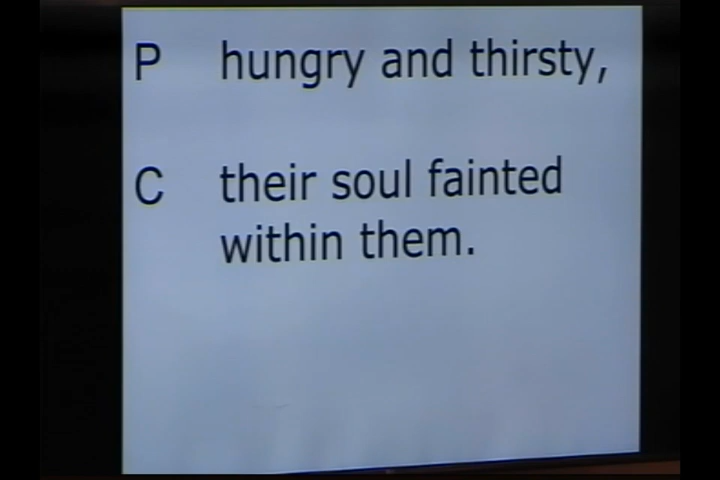 P hungry and thirsty,
C their soul fainted
within them.